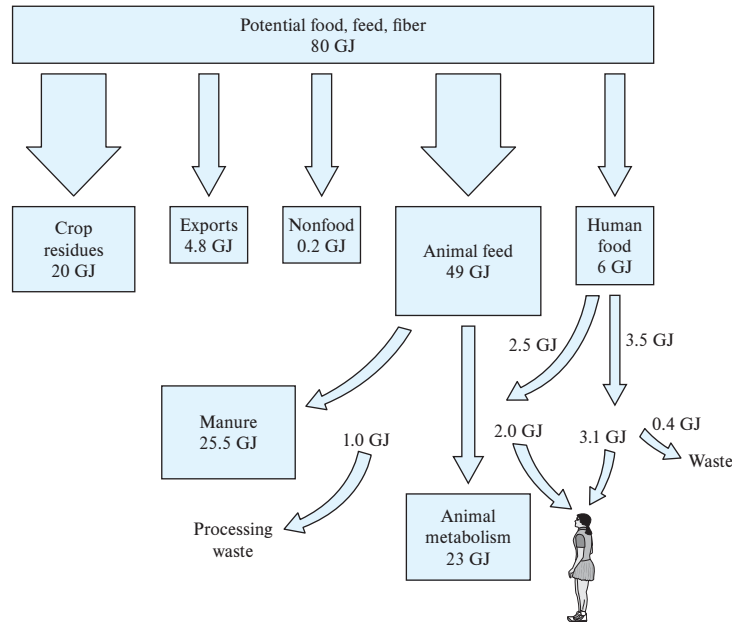 Potential food, feed, fiber
80 GJ
Crop
residues
20 GJ
Exports
4.8 GJ
Nonfood
0.2 GJ
Animal feed
49 GJ
Human
food
6 GJ
2.5 GJ
3.5 GJ
Manure
25.5 GJ
1.0 GJ
2.0 GJ
3.1 GJ
0.4 GJ
Waste
Processing
waste
Animal
metabolism
23 GJ